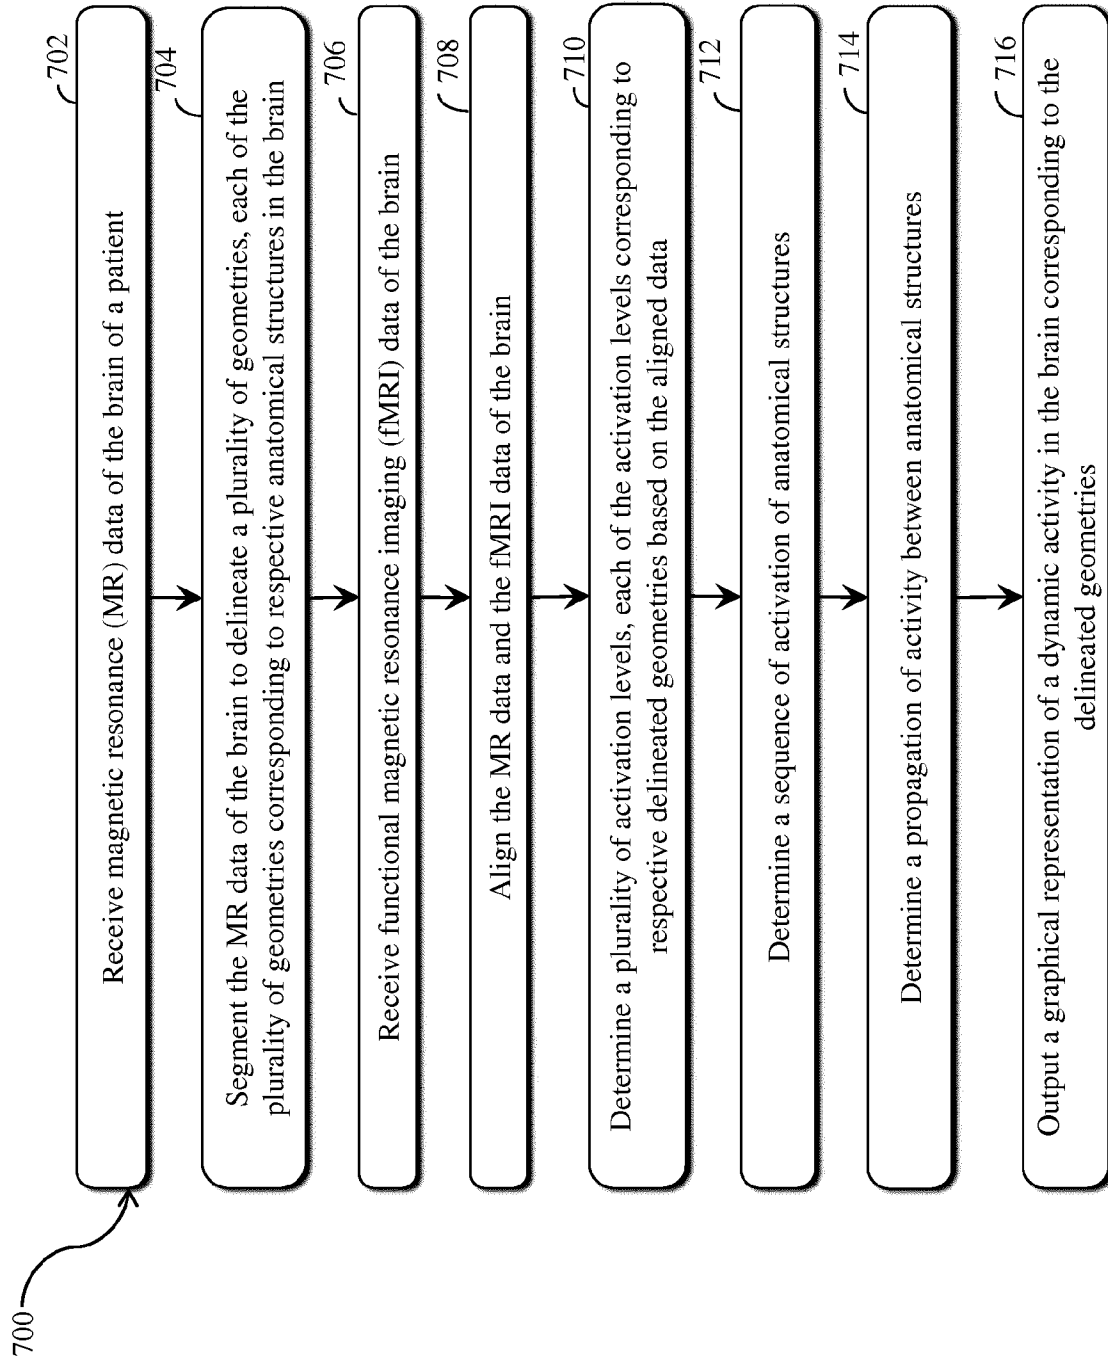 700
702
Receive magnetic resonance (MR) data of the brain of a patient
704
Segment the MR data of the brain to delineate a plurality of geometries, each of the
plurality of geometries corresponding to respective anatomical structures in the brain
706
Receive functional magnetic resonance imaging (fMRI) data of the brain
708
Align the MR data and the fMRI data of the brain
710
Determine a plurality of activation levels, each of the activation levels corresponding to
respective delineated geometries based on the aligned data
712
Determine a sequence of activation of anatomical structures
714
Determine a propagation of activity between anatomical structures
716
Output a graphical representation of a dynamic activity in the brain corresponding to the
delineated geometries